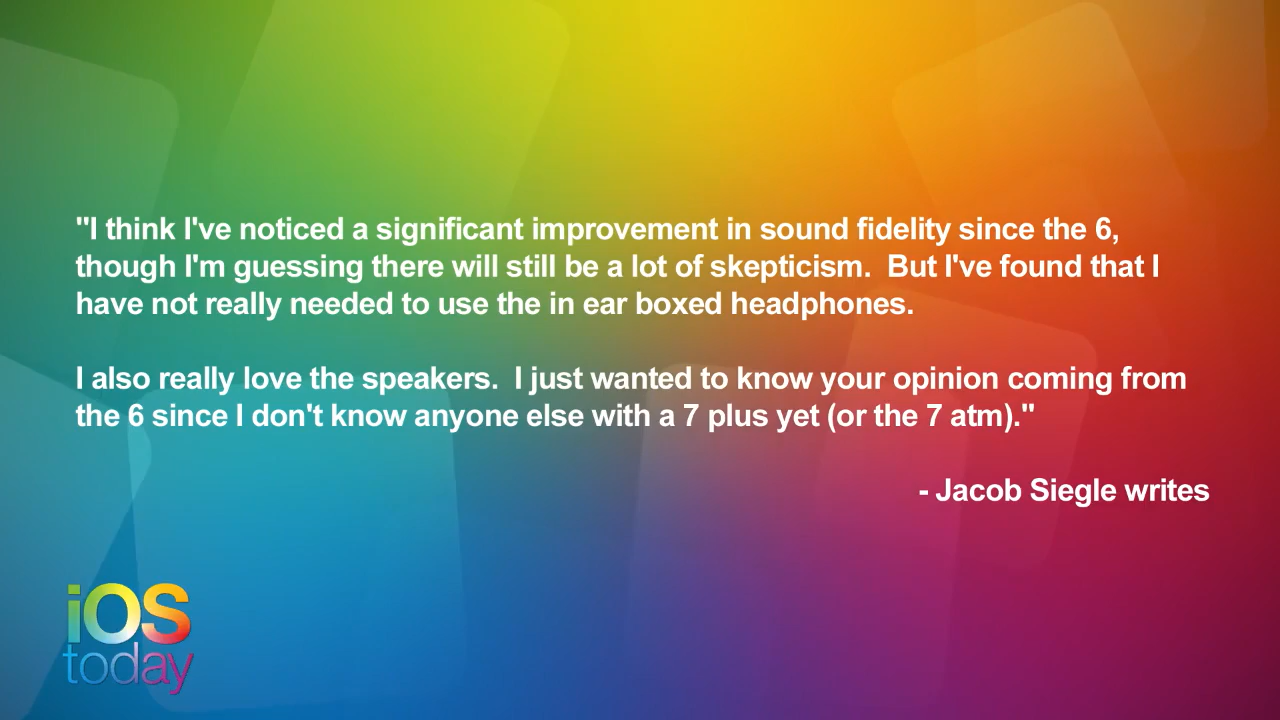 "I think I've noticed a significant improvement in sound fidelity since the 6,
though I'm guessing there will still be a lot of skepticism.  But I've found that I
have not really needed to use the in ear boxed headphones.
I also really love the speakers.  I just wanted to know your opinion coming from
the 6 since I don't know anyone else with a 7 plus yet (or the 7 atm)."
- Jacob Siegle writes
iOS
today